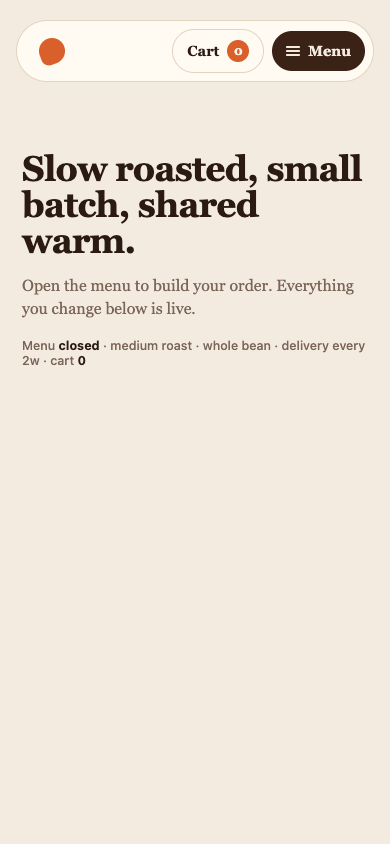 Cart 0
Menu
Slow roasted, small
batch, shared
warm.
Open the menu to build your order. Everything
you change below is live.
Menu closed · medium roast · whole bean · delivery every
2w · cart 0